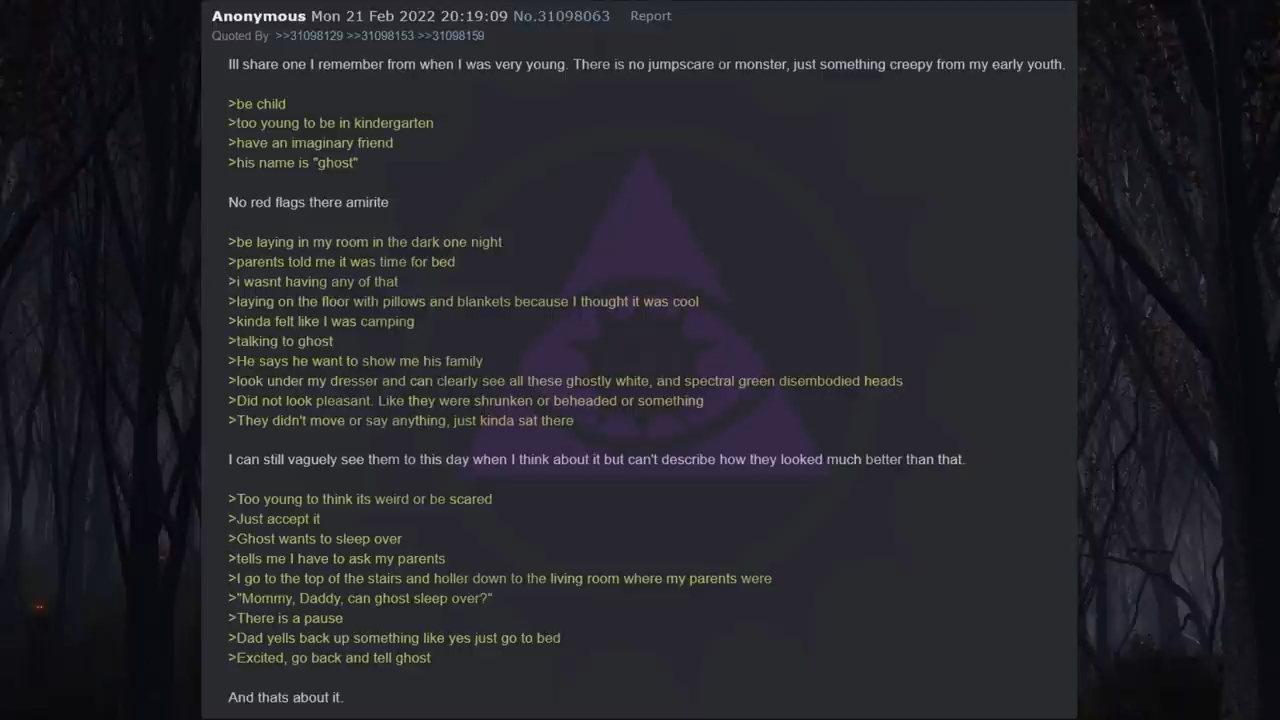 Anonymous Mon 21 Feb 2022 20:19:09 No.31098063 Report
Quoted By >>31098129 >>31098153 >>31098159
Ill share one I remember from when I was very young. There is no jumpscare or monster, just something creepy from my early youth.
>be child
>too young to be in kindergarten
>have an imaginary friend
>his name is "ghost"
No red flags there amirite
>be laying in my room in the dark one night
>parents told me it was time for bed
>i wasnt having any of that
>laying on the floor with pillows and blankets because I thought it was cool
>kinda felt like I was camping
>talking to ghost
>He says he want to show me his family
>look under my dresser and can clearly see all these ghostly white, and spectral green disembodied heads
>Did not look pleasant. Like they were shrunken or beheaded or something
>They didn't move or say anything, just kinda sat there
I can still vaguely see them to this day when I think about it but can't describe how they looked much better than that.
>Too young to think its weird or be scared
>Just accept it
>Ghost wants to sleep over
>tells me I have to ask my parents
>I go to the top of the stairs and holler down to the living room where my parents were
>"Mommy, Daddy, can ghost sleep over?"
>There is a pause
>Dad yells back up something like yes just go to bed
>Excited, go back and tell ghost
And thats about it.